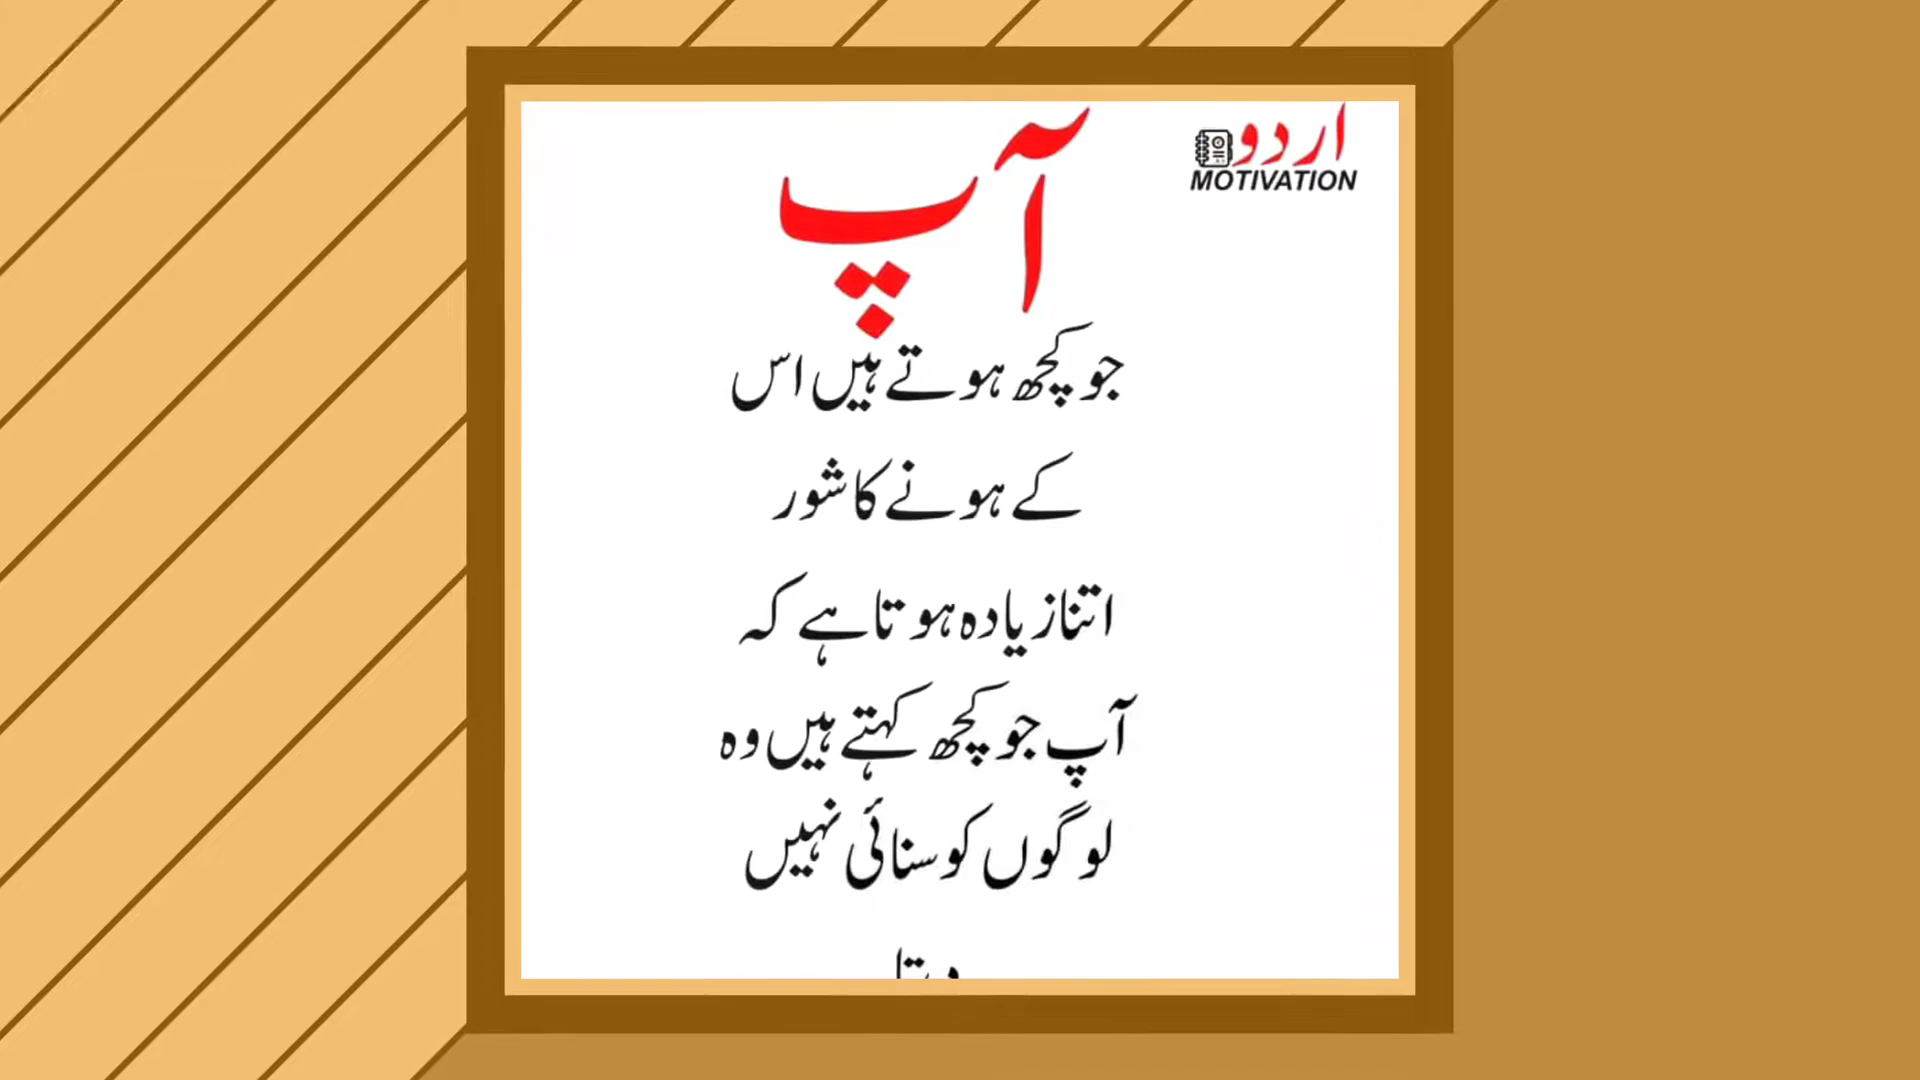 آپ
اردو
MOTIVATION
جو کچھ ہوتے ہیں اس
کے ہونے کا شور
اتنا زیادہ ہوتا ہے کہ
آپ جو کچھ کہتے ہیں وہ
لوگوں کو سنائی نہیں